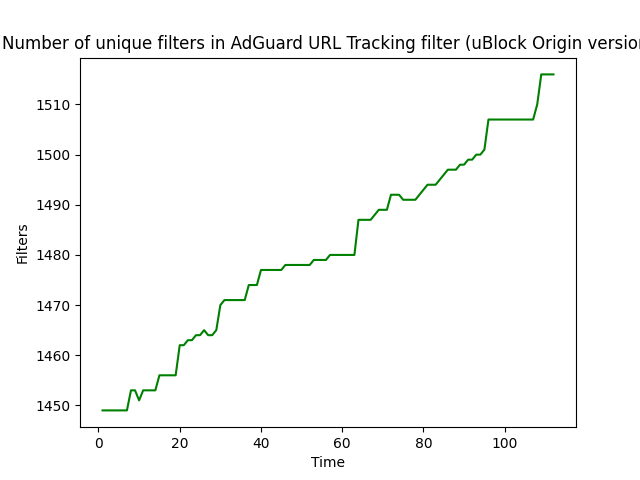 Number of unique filters in AdGuard URL Tracking filter (uBlock Origin version
1510
1500
1490
1480
1470
1460
1450
Filters
0 20 40 60 80 100
Time